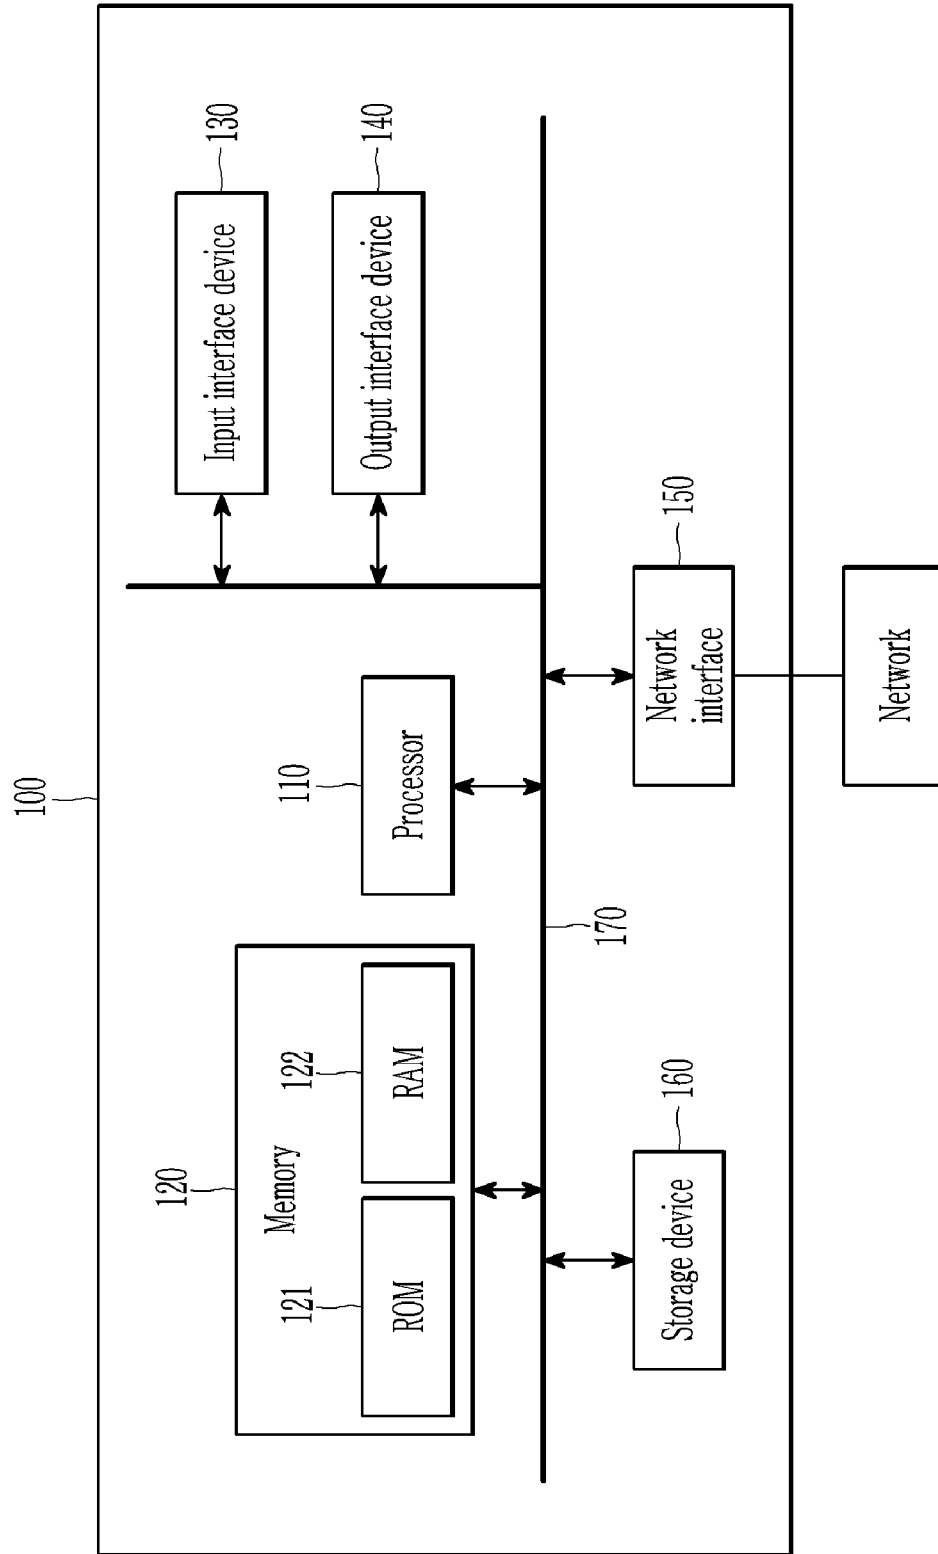 100
120
Memory
121
ROM
122
RAM
110
Processor
130
Input interface device
140
Output interface device
170
160
Storage device
150
Network
interface
Network